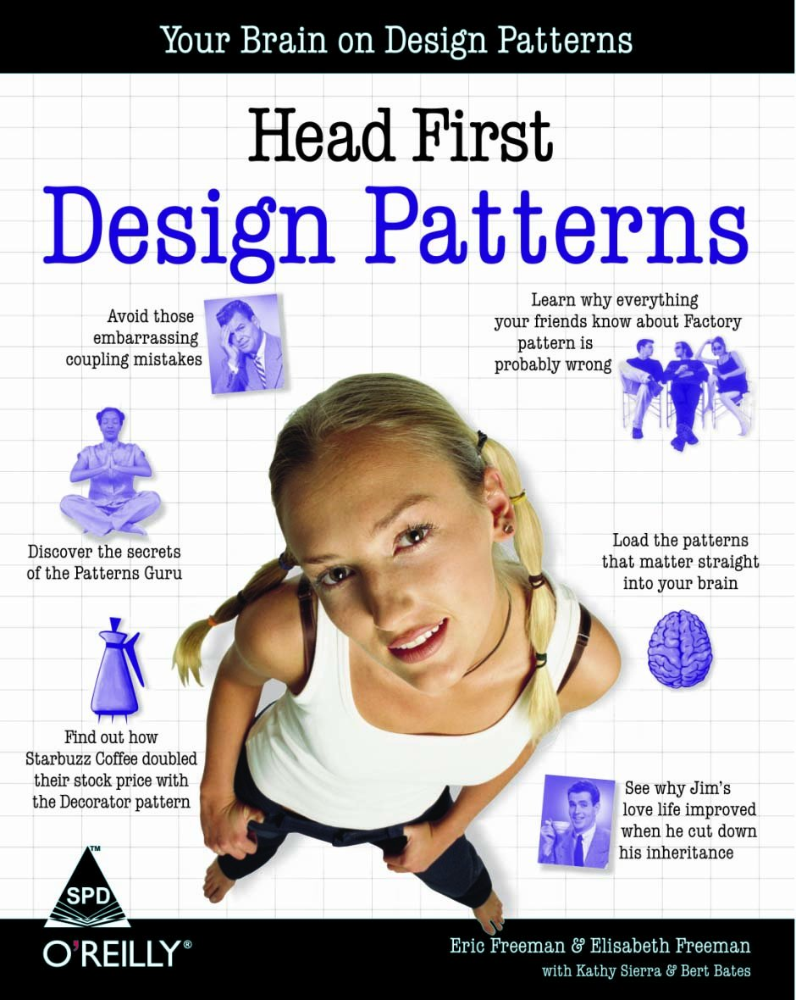 Your Brain on Design Patterns
Head First
Design Patterns
Avoid those
embarrassing
coupling mistakes
Learn why everything
your friends know about Factory
pattern is
probably wrong
Discover the secrets
of the Patterns Guru
Load the patterns
that matter straight
into your brain
Find out how
Starbuzz Coffee doubled
their stock price with
the Decorator pattern
See why Jim's
love life improved
when he cut down
his inheritance
TM
SPD
O'REILLY®
Eric Freeman & Elisabeth Freeman
with Kathy Sierra & Bert Bates